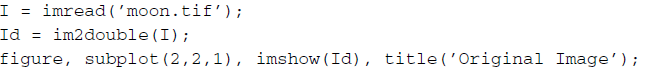 I = imread(’moon.tif’);
Id = im2double(I);
figure, subplot(2,2,1), imshow(Id), title(’Original Image’);